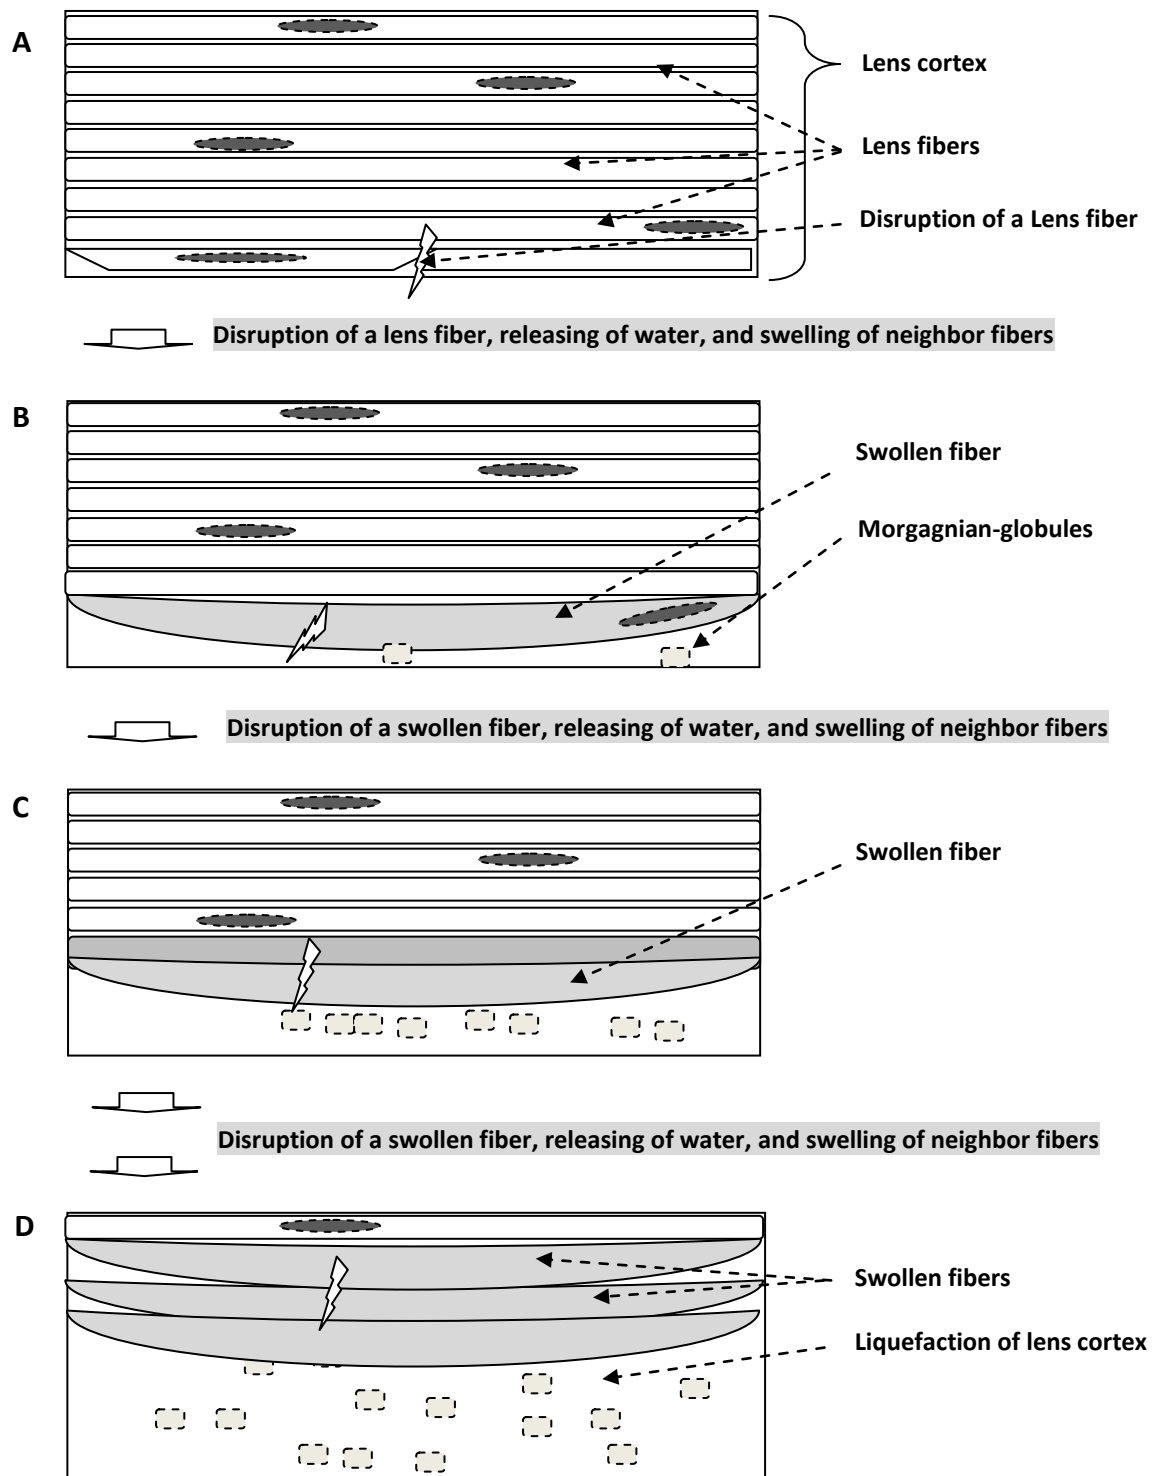 A
Lens cortex
Lens fibers
Disruption of a Lens fiber
Disruption of a lens fiber, releasing of water, and swelling of neighbor fibers
B
Swollen fiber
Morgagnian-globules
Disruption of a swollen fiber, releasing of water, and swelling of neighbor fibers
C
Swollen fiber
Disruption of a swollen fiber, releasing of water, and swelling of neighbor fibers
D
Swollen fibers
Liquefaction of lens cortex